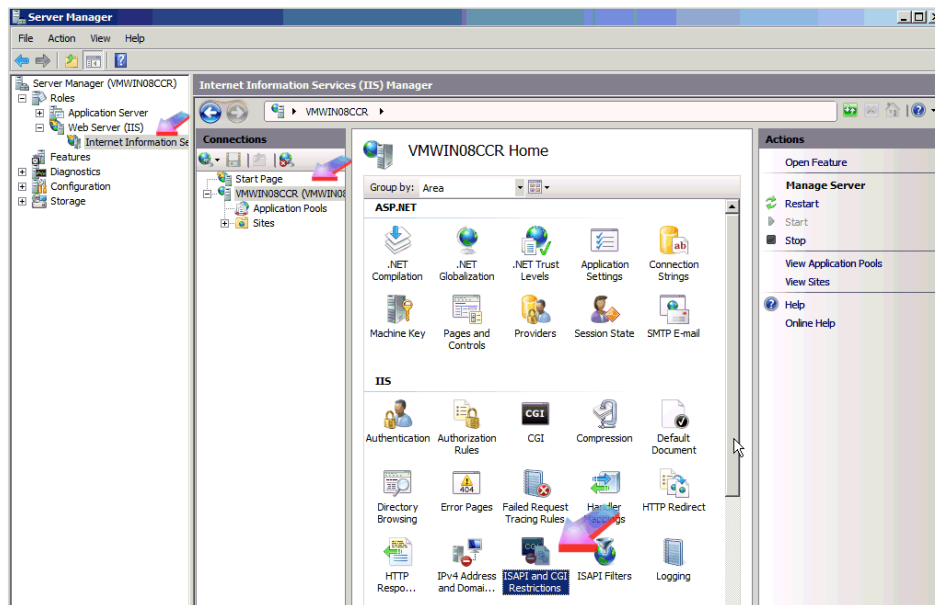 Server Manager
File Action View Help
Server Manager (VMWIN08CCR)
Roles
Application Server
Web Server (IIS)
Internet Information Se
Features
Diagnostics
Configuration
Storage
Internet Information Services (IIS) Manager
VMWIN08CCR
Connections
Start Page
VMWIN08CCR (VMWIN08
Application Pools
Sites
VMWIN08CCR Home
Group by: Area
ASP.NET
.NET Compilation
.NET Globalization
.NET Trust Levels
Application Settings
Connection Strings
ab
Machine Key
Pages and Controls
Providers
Session State
SMTP E-mail
IIS
Authentication
Authorization Rules
CGI
CGI
Compression
Default Document
Directory Browsing
404
Error Pages
Failed Request Tracing Rules
Handler Mappings
HTTP Redirect
HTTP Respo...
IPv4 Address and Domai...
ISAPI and CGI Restrictions
ISAPI Filters
Logging
Actions
Open Feature
Manage Server
Restart
Start
Stop
View Application Pools
View Sites
Help
Online Help